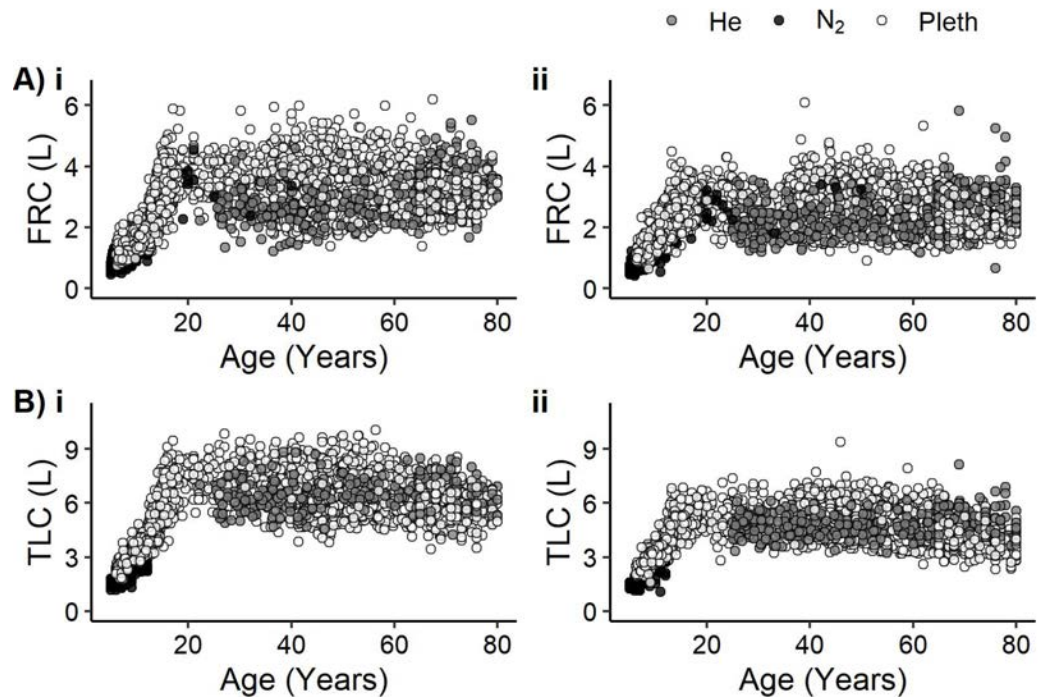 He N₂ Pleth
A) i
6
4
2
0
FRC (L)
20 40 60 80
Age (Years)
ii
6
4
2
0
FRC (L)
20 40 60 80
Age (Years)
B) i
9
6
3
0
TLC (L)
20 40 60 80
Age (Years)
ii
9
6
3
0
TLC (L)
20 40 60 80
Age (Years)